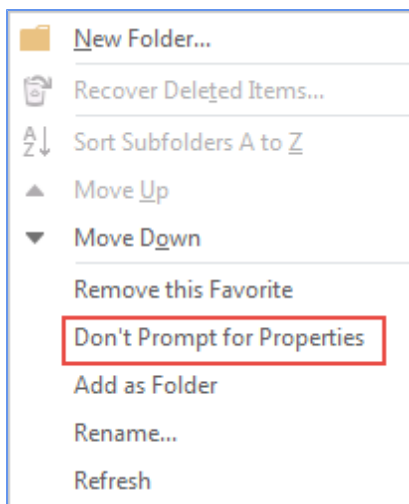 New Folder...
Recover Deleted Items...
A
Z
Sort Subfolders A to Z
Move Up
Move Down
Remove this Favorite
Don't Prompt for Properties
Add as Folder
Rename...
Refresh